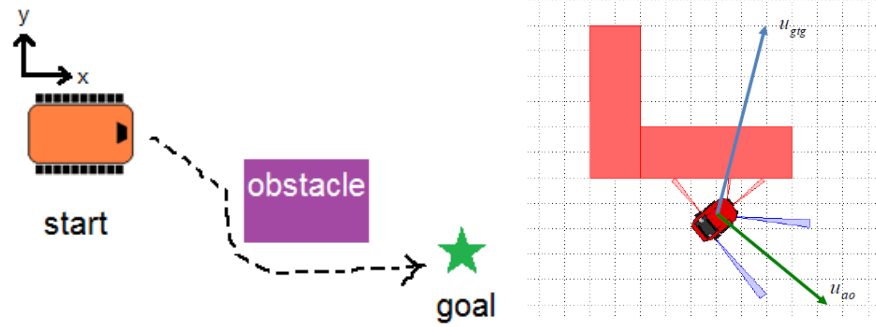 y
x
start
obstacle
goal
u_gtg
u_ao